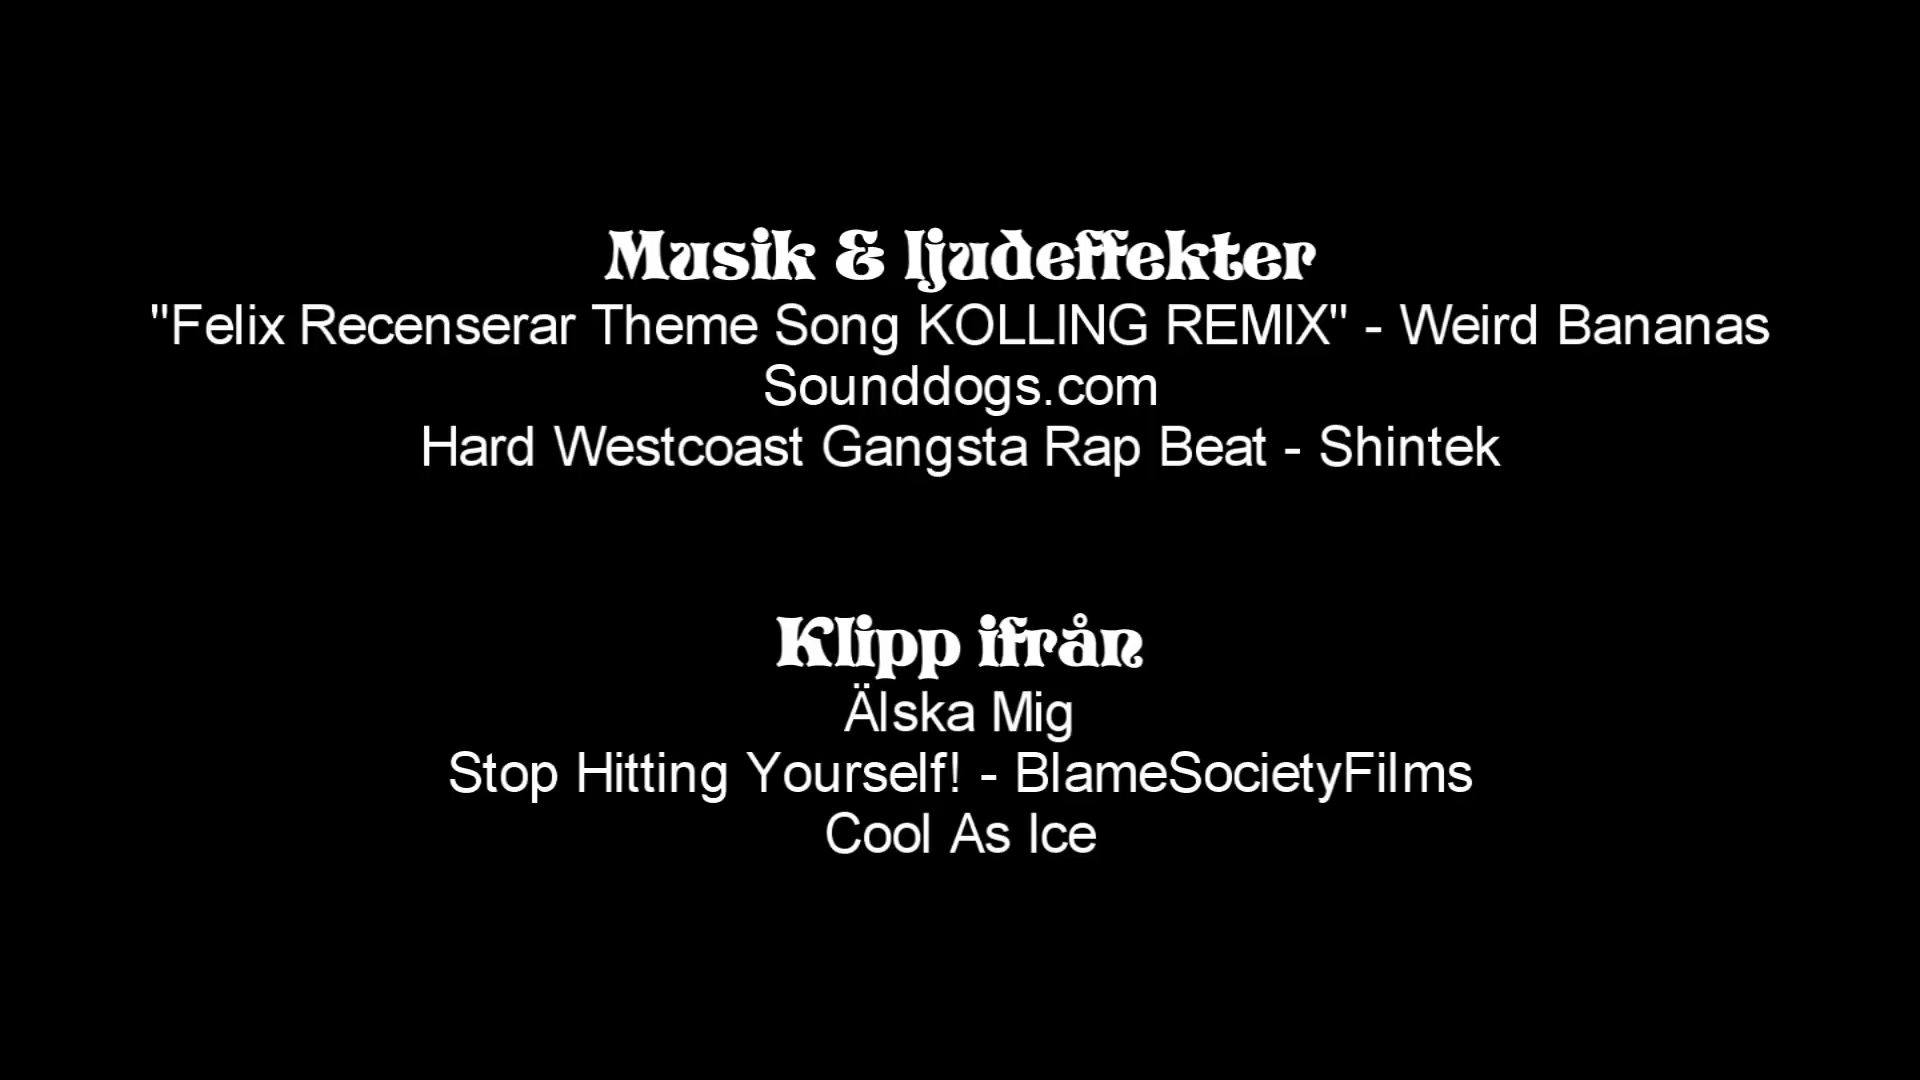 Musik & ljudeffekter
"Felix Recenserar Theme Song KOLLING REMIX" - Weird Bananas
Sounddogs.com
Hard Westcoast Gangsta Rap Beat - Shintek
Klipp ifrån
Älska Mig
Stop Hitting Yourself! - BlameSocietyFilms
Cool As Ice